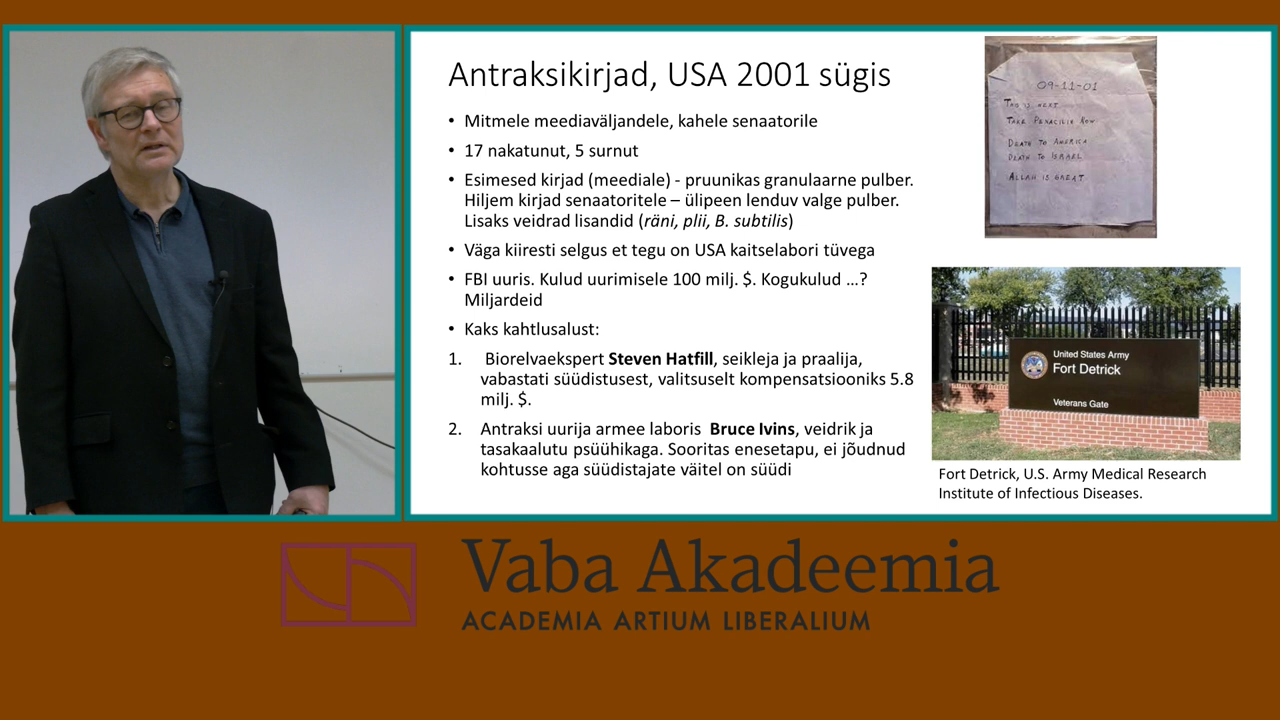 Antraksikirjad, USA 2001 sügis
• Mitmele meediaväljandele, kahele senaatorile
• 17 nakatunut, 5 surnut
• Esimesed kirjad (meediale) - pruunikas granulaarne pulber.
Hiljem kirjad senaatoritele – ülipeen lenduv valge pulber.
Lisaks veidrad lisandid (räni, plii, B. subtilis)
• Väga kiiresti selgus et tegu on USA kaitselabori tüvega
• FBI uuris. Kulud uurimisele 100 milj. $. Kogukulud ...?
Miljardeid
• Kaks kahtlusalust:
1. Biorelvaekspert Steven Hatfill, seikleja ja praalija,
vabastati süüdistusest, valitsuselt kompensatsiooniks 5.8
milj. $.
2. Antraksi uurija armee laboris Bruce Ivins, veidrik ja
tasakaalutu psüühikaga. Sooritas enesetapu, ei jõudnud
kohtusse aga süüdistajate väitel on süüdi
09-11-01
THIS IS NEXT
TAKE PENACILIN NOW
DEATH TO AMERICA
DEATH TO ISRAEL
ALLAH IS GREAT
United States Army
Fort Detrick
Veterans Gate
Fort Detrick, U.S. Army Medical Research
Institute of Infectious Diseases.
Vaba Akadeemia
ACADEMIA ARTIUM LIBERALIUM